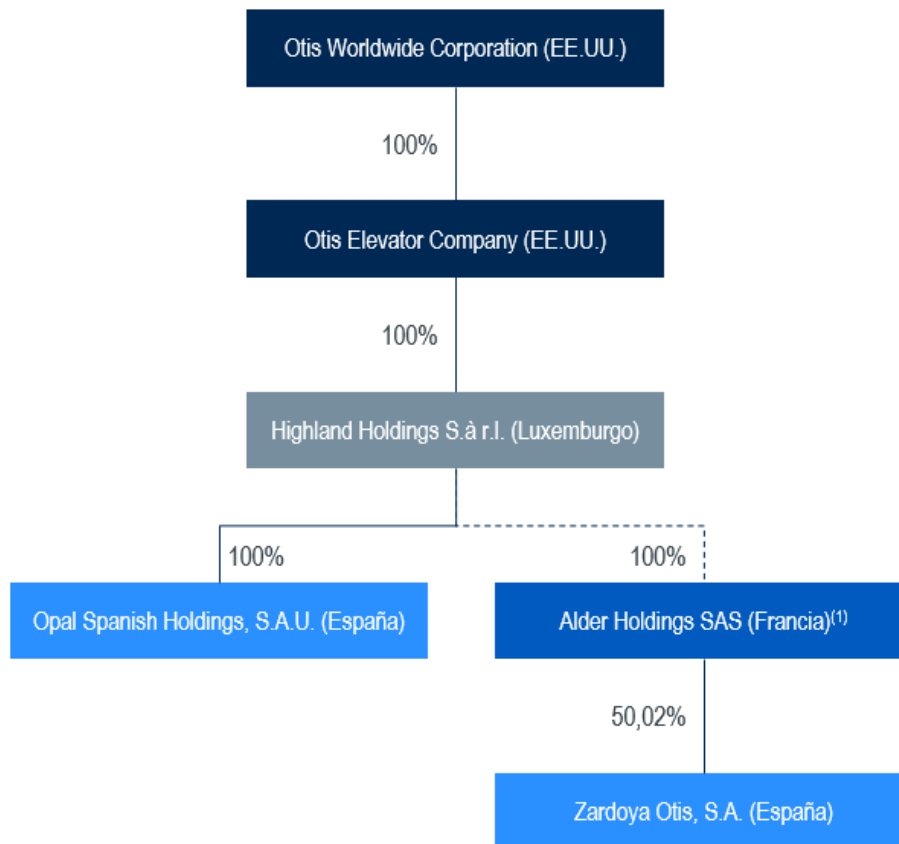 Otis Worldwide Corporation (EE.UU.)
100%
Otis Elevator Company (EE.UU.)
100%
Highland Holdings S.à r.l. (Luxemburgo)
100%
100%
Opal Spanish Holdings, S.A.U. (España)
Alder Holdings SAS (Francia)(1)
50,02%
Zardoya Otis, S.A. (España)